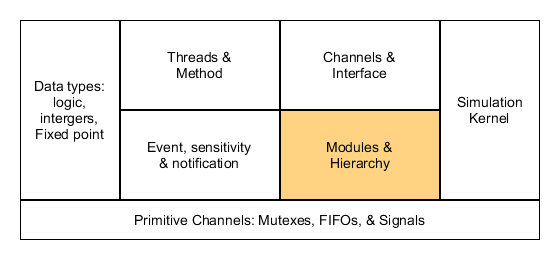 Data types:
logic,
intergers,
Fixed point
Threads &
Method
Channels &
Interface
Event, sensitivity
& notification
Modules &
Hierarchy
Simulation
Kernel
Primitive Channels: Mutexes, FIFOs, & Signals